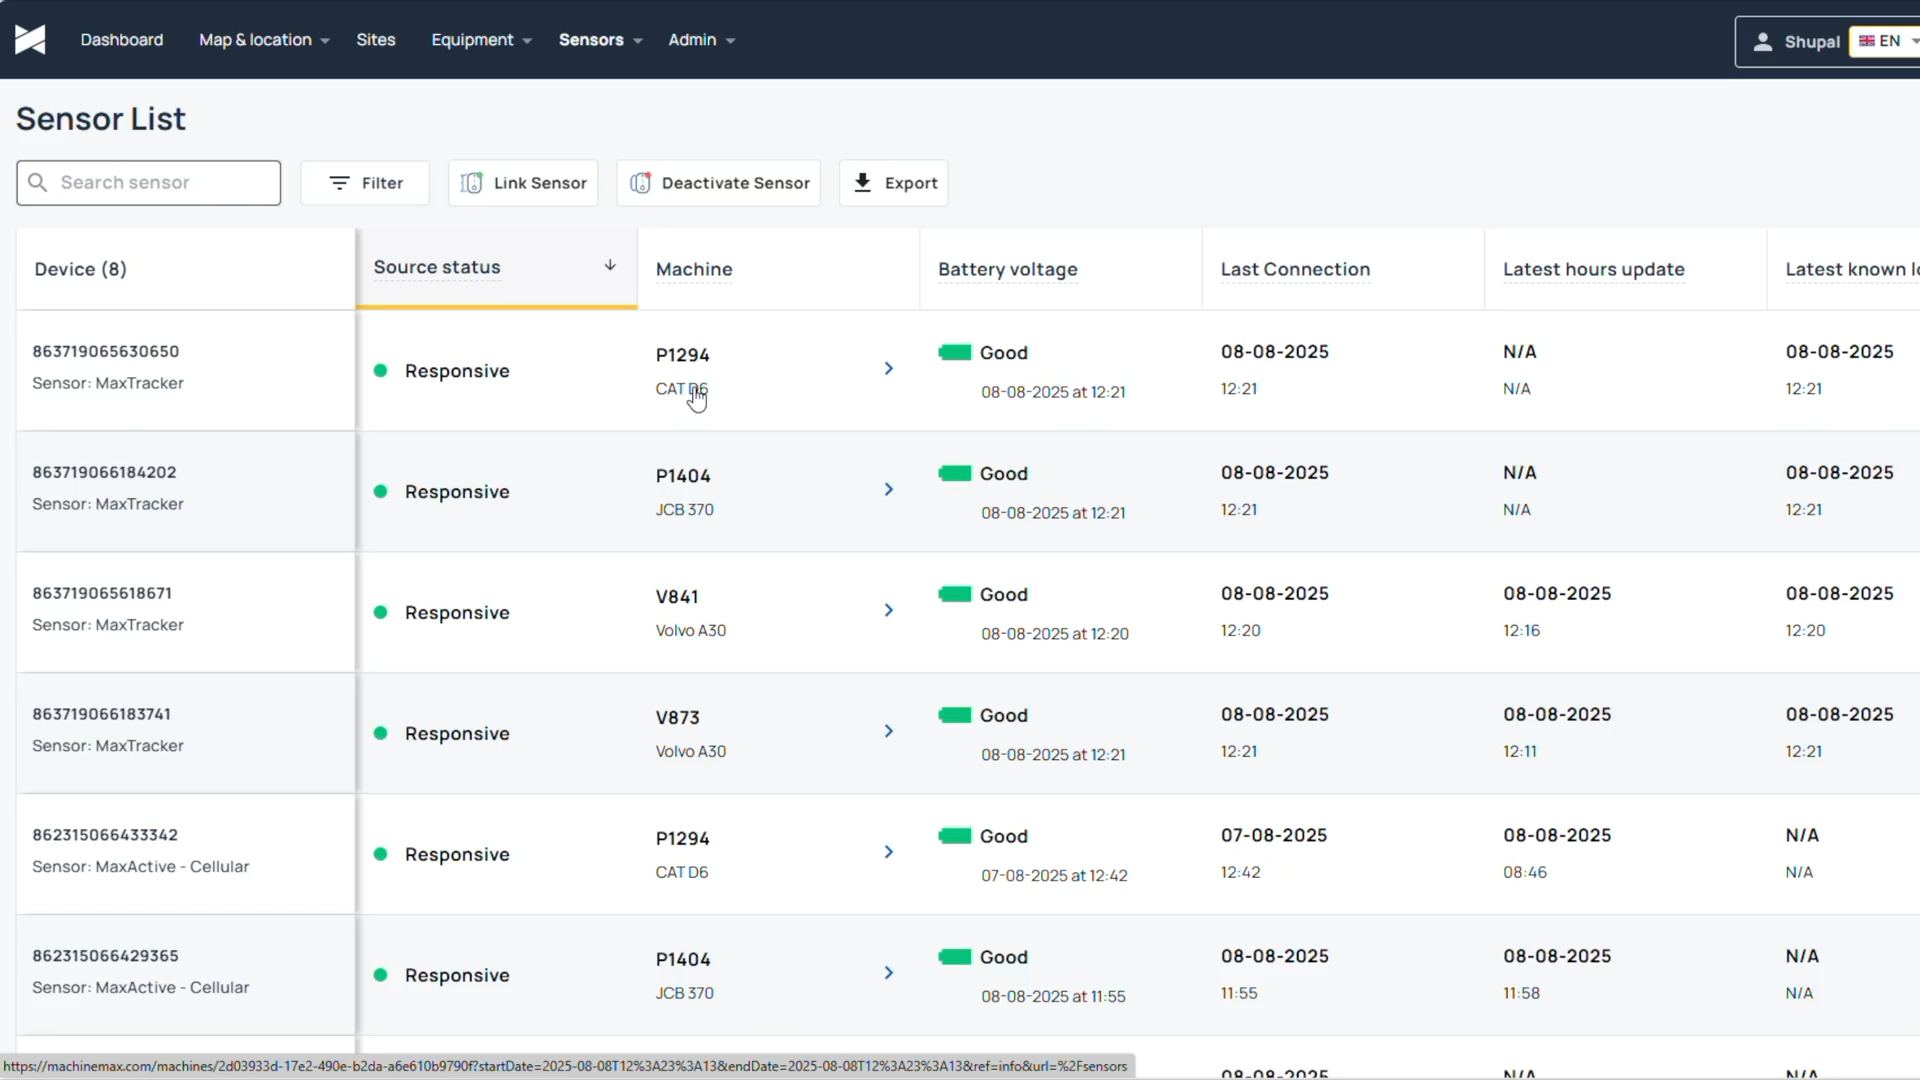 Dashboard Map & location Sites Equipment Sensors Admin Shupal EN
Sensor List
Search sensor Filter Link Sensor Deactivate Sensor Export
Device (8) Source status Machine Battery voltage Last Connection Latest hours update Latest known
863719065630650 Responsive P1294 Good 08-08-2025 N/A 08-08-2025
Sensor: MaxTracker CAT D6 08-08-2025 at 12:21 12:21 N/A 12:21
863719066184202 Responsive P1404 Good 08-08-2025 N/A 08-08-2025
Sensor: MaxTracker JCB 370 08-08-2025 at 12:21 12:21 N/A 12:21
863719065618671 Responsive V841 Good 08-08-2025 08-08-2025 08-08-2025
Sensor: MaxTracker Volvo A30 08-08-2025 at 12:20 12:20 12:16 12:20
863719066183741 Responsive V873 Good 08-08-2025 08-08-2025 08-08-2025
Sensor: MaxTracker Volvo A30 08-08-2025 at 12:21 12:21 12:11 12:21
862315066433342 Responsive P1294 Good 07-08-2025 08-08-2025 N/A
Sensor: MaxActive - Cellular CAT D6 07-08-2025 at 12:42 12:42 08:46 N/A
862315066429365 Responsive P1404 Good 08-08-2025 08-08-2025 N/A
Sensor: MaxActive - Cellular JCB 370 08-08-2025 at 11:55 11:55 11:58 N/A
https://machinemax.com/machines/2d03933d-17e2-490e-b2da-a6e610b9790f?startDate=2025-08-08T12%3A23%3A13&endDate=2025-08-08T12%3A23%3A13&ref=info&url=%2Fsensors 08-08-2025 N/A N/A